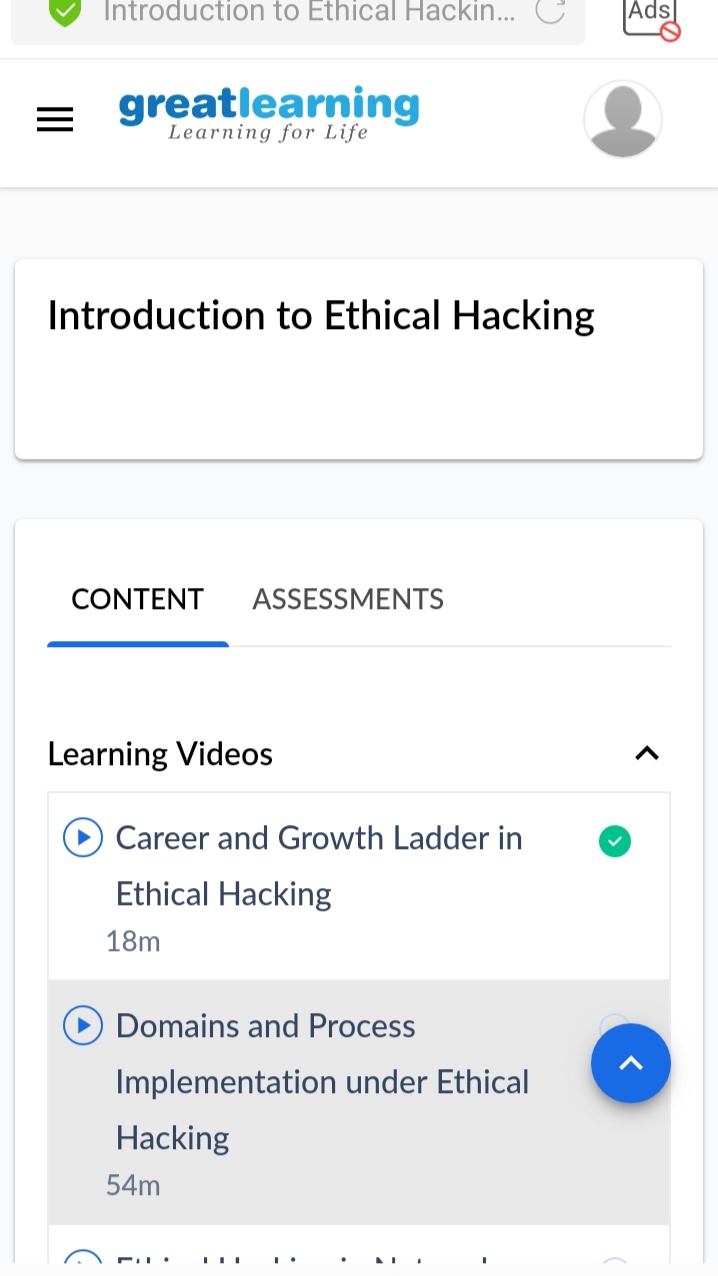 Introduction to Ethical Hackin...
Ads
greatlearning
Learning for Life
Introduction to Ethical Hacking
CONTENT ASSESSMENTS
Learning Videos
Career and Growth Ladder in
Ethical Hacking
18m
Domains and Process
Implementation under Ethical
Hacking
54m